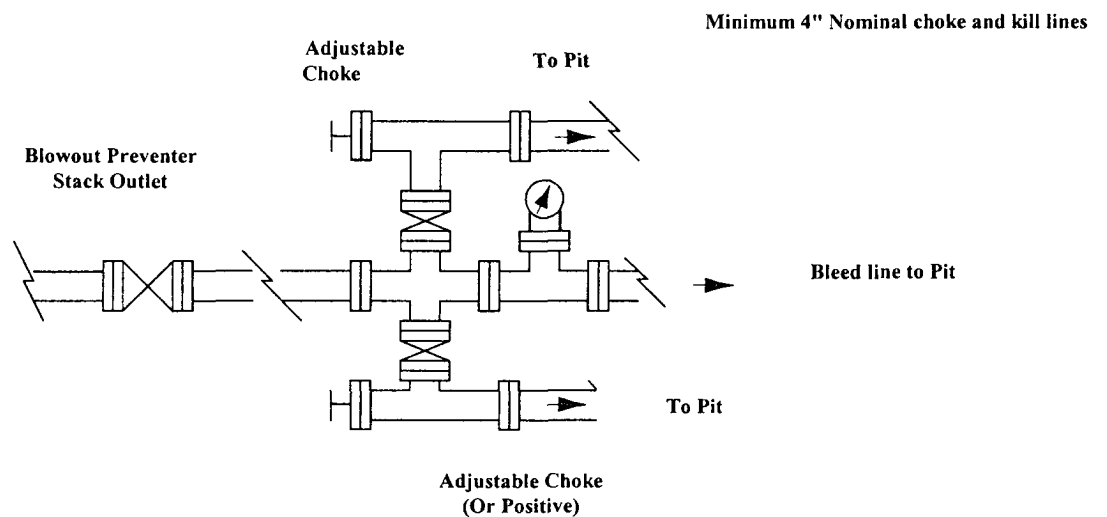 Minimum 4" Nominal choke and kill lines
Adjustable
Choke
To Pit
Blowout Preventer
Stack Outlet
Bleed line to Pit
To Pit
Adjustable Choke
(Or Positive)